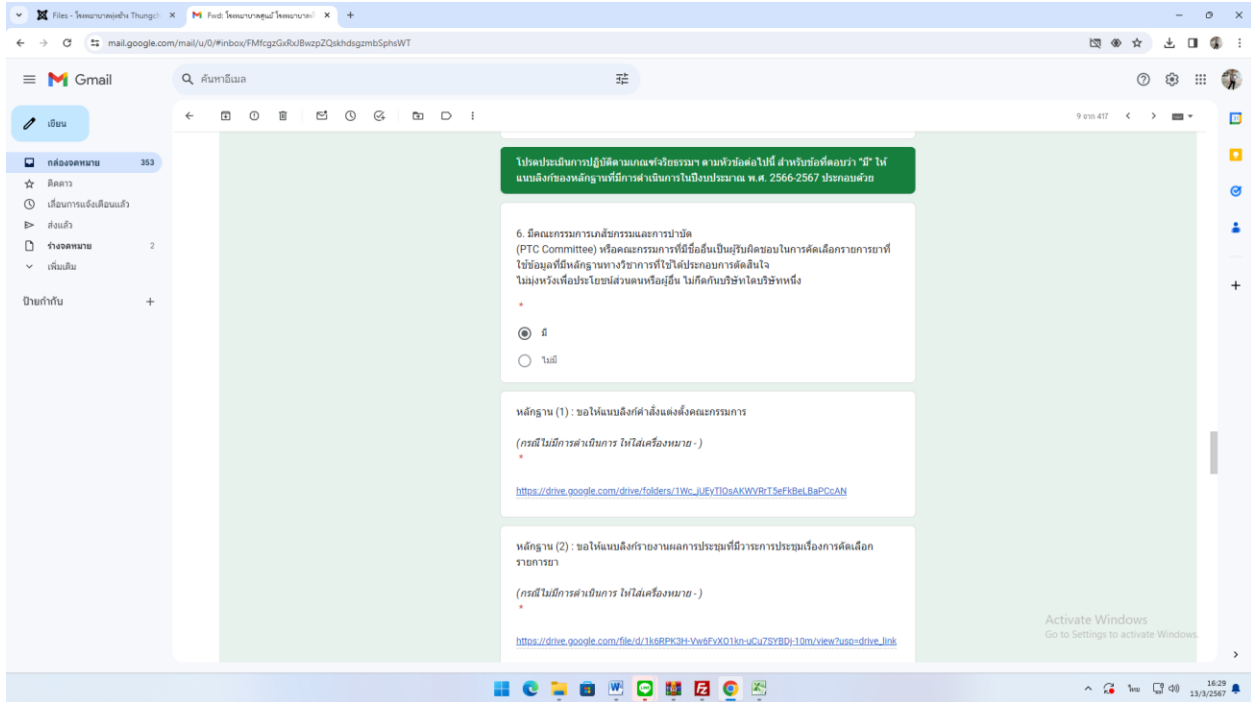 Files - โรงพยาบาลทุ่งช้าง Thungch
Fwd: โรงพยาบาลศูนย์ โรงพยาบาลท
mail.google.com/mail/u/0/#inbox/FMfcgzGxRxJBwzpZQskhdsgzmbSphsWT
Gmail
ค้นหาอีเมล
เขียน
9 จาก 417
กล่องจดหมาย 353
ติดดาว
เลื่อนการแจ้งเตือนแล้ว
ส่งแล้ว
ร่างจดหมาย 2
เพิ่มเติม
ป้ายกำกับ
โปรดประเมินการปฏิบัติตามเกณฑ์จริยธรรมฯ ตามหัวข้อต่อไปนี้ สำหรับข้อที่ตอบว่า "มี" ให้
แนบลิงก์ของหลักฐานที่มีการดำเนินการในปีงบประมาณ พ.ศ. 2566-2567 ประกอบด้วย
6. มีคณะกรรมการเภสัชกรรมและการบำบัด
(PTC Committee) หรือคณะกรรมการที่มีชื่ออื่นเป็นผู้รับผิดชอบในการคัดเลือกรายการยาที่
ใช้ข้อมูลที่มีหลักฐานทางวิชาการที่ใช้ได้ประกอบการตัดสินใจ
ไม่มุ่งหวังเพื่อประโยชน์ส่วนตนหรือผู้อื่น ไม่กีดกันบริษัทใดบริษัทหนึ่ง
*
มี
ไม่มี
หลักฐาน (1) : ขอให้แนบลิงก์คำสั่งแต่งตั้งคณะกรรมการ
(กรณีไม่มีการดำเนินการ ให้ใส่เครื่องหมาย - )
*
https://drive.google.com/drive/folders/1Wc_jUEyTlOsAKWVRrT5eFkBeLBaPCcAN
หลักฐาน (2) : ขอให้แนบลิงก์รายงานผลการประชุมที่มีวาระการประชุมเรื่องการคัดเลือก
รายการยา
(กรณีไม่มีการดำเนินการ ให้ใส่เครื่องหมาย - )
*
https://drive.google.com/file/d/1k6RPK3H-Vw6FvXO1kn-uCu7SYBDj-10m/view?usp=drive_link
Activate Windows
Go to Settings to activate Windows.
ไทย
16:29
13/3/2567